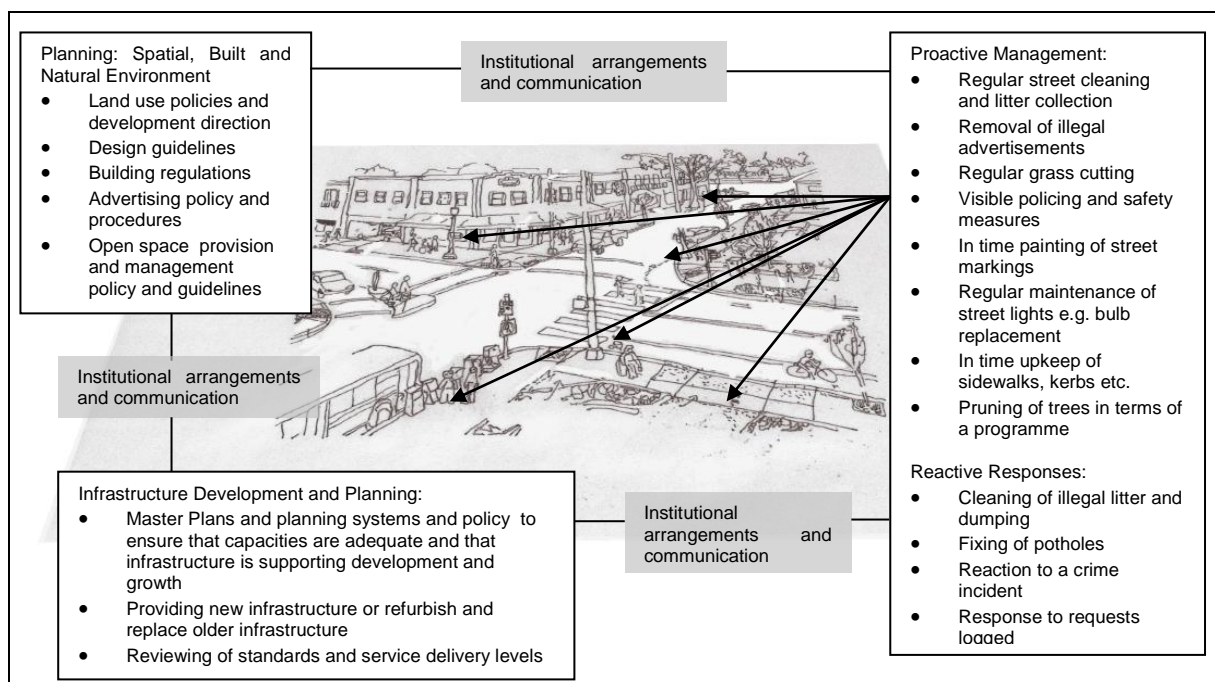 Planning: Spatial, Built and
Natural Environment
• Land use policies and
development direction
• Design guidelines
• Building regulations
• Advertising policy and
procedures
• Open space provision
and management
policy and guidelines
Institutional arrangements
and communication
Proactive Management:
• Regular street cleaning
and litter collection
• Removal of illegal
advertisements
• Regular grass cutting
• Visible policing and safety
measures
• In time painting of street
markings
• Regular maintenance of
street lights e.g. bulb
replacement
• In time upkeep of
sidewalks, kerbs etc.
• Pruning of trees in terms of
a programme
Reactive Responses:
• Cleaning of illegal litter and
dumping
• Fixing of potholes
• Reaction to a crime
incident
• Response to requests
logged
Institutional arrangements
and communication
Infrastructure Development and Planning:
• Master Plans and planning systems and policy to
ensure that capacities are adequate and that
infrastructure is supporting development and
growth
• Providing new infrastructure or refurbish and
replace older infrastructure
• Reviewing of standards and service delivery levels
Institutional
arrangements and
communication